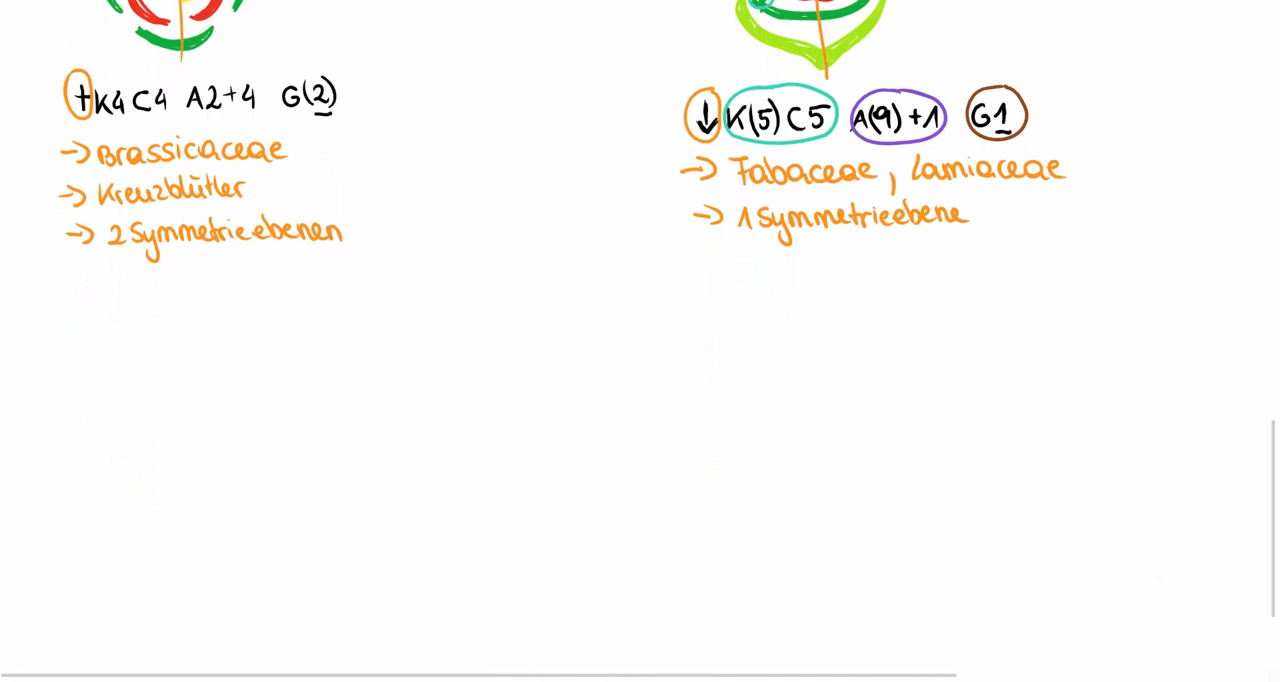 +K4 C4 A2+4 G(2)
→ Brassicaceae
→ Kreuzblütler
→ 2 Symmetrieebenen
↓ K(5) C5 A(9)+1 G1
→ Fabaceae, Lamiaceae
→ 1 Symmetrieebene